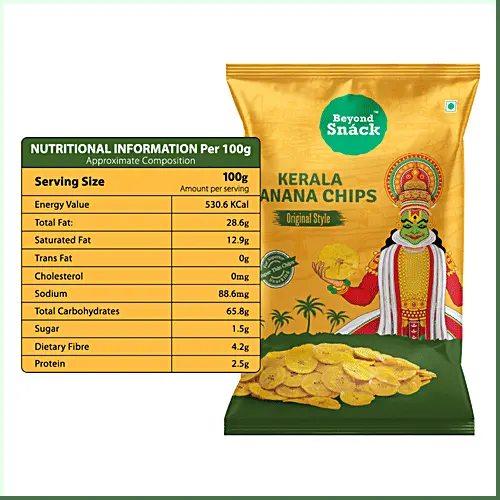 NUTRITIONAL INFORMATION Per 100g
Approximate Composition
Serving Size 100g
Amount per serving
Energy Value 530.6 KCal
Total Fat: 28.6g
Saturated Fat 12.9g
Trans Fat 0g
Cholesterol 0mg
Sodium 88.6mg
Total Carbohydrates 65.8g
Sugar 1.5g
Dietary Fibre 4.2g
Protein 2.5g
Beyond
Snáck
™
KERALA
ANANA CHIPS
Original Style